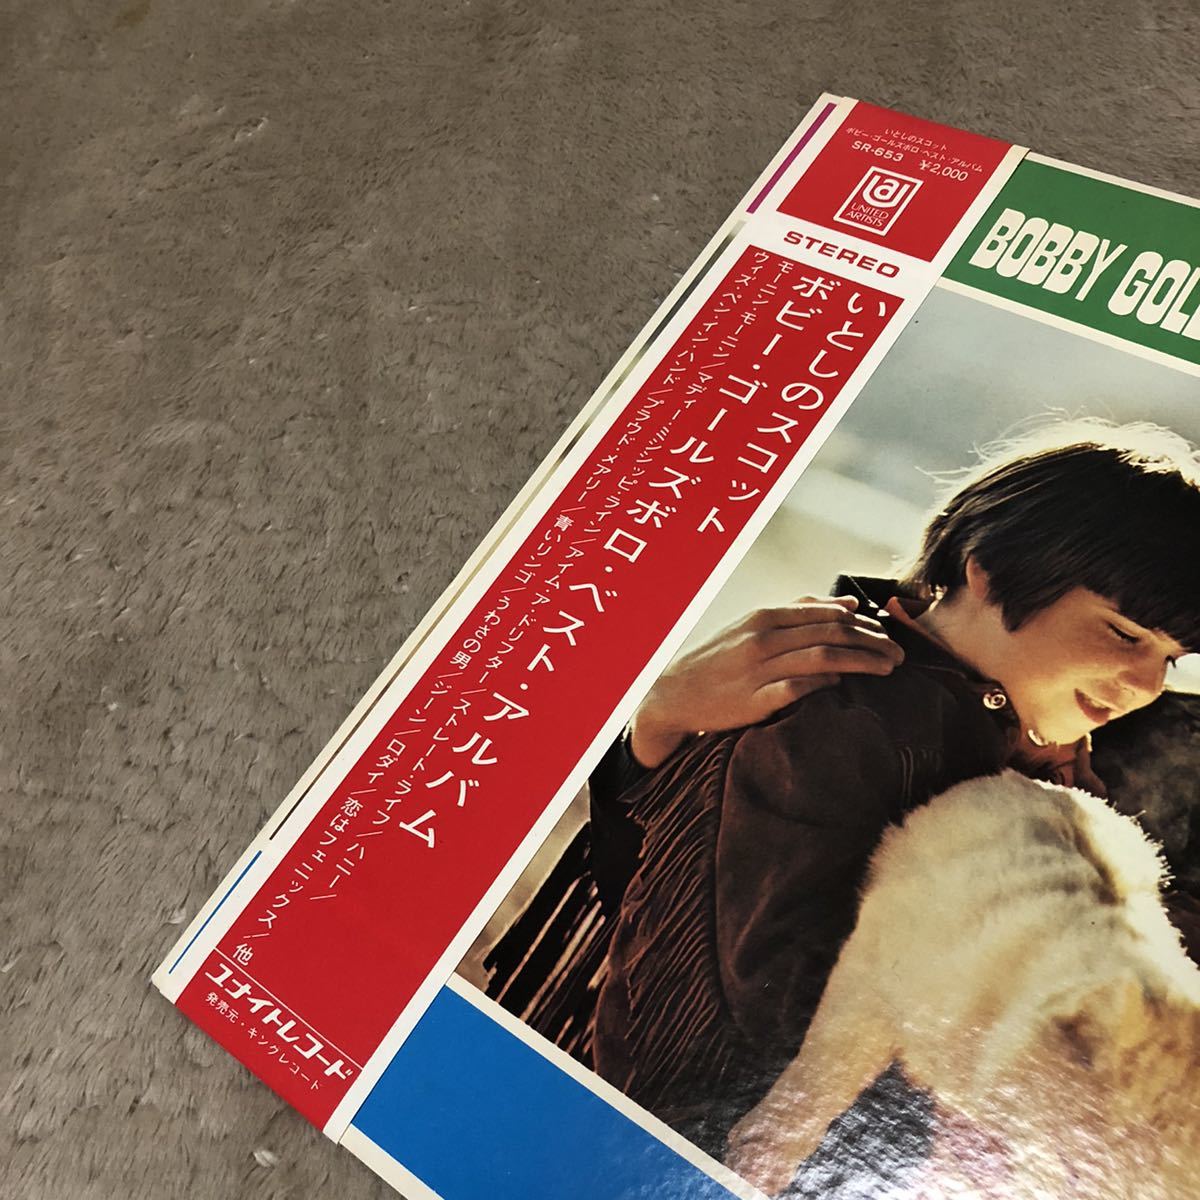 いとしのスコット
ボビー・ゴールズボロ・ベスト・アルバム
SR-653 ¥2,000
UA
UNITED
ARTISTS
STEREO
いとしのスコット
ボビー・ゴールズボロ・ベスト・アルバム
モーニン・モーニン/マディー・ミシシッピ・ライン/アイム・ア・ドリフター/ストレート・ライフ/ハニー/
ウィズ・ペン・イン・ハンド/プラウド・メアリー/青いリンゴ/うわさの男/ジーン/ロダイ/恋はフェニックス/他
ユナイトレコード
発売元・キングレコード
BOBBY